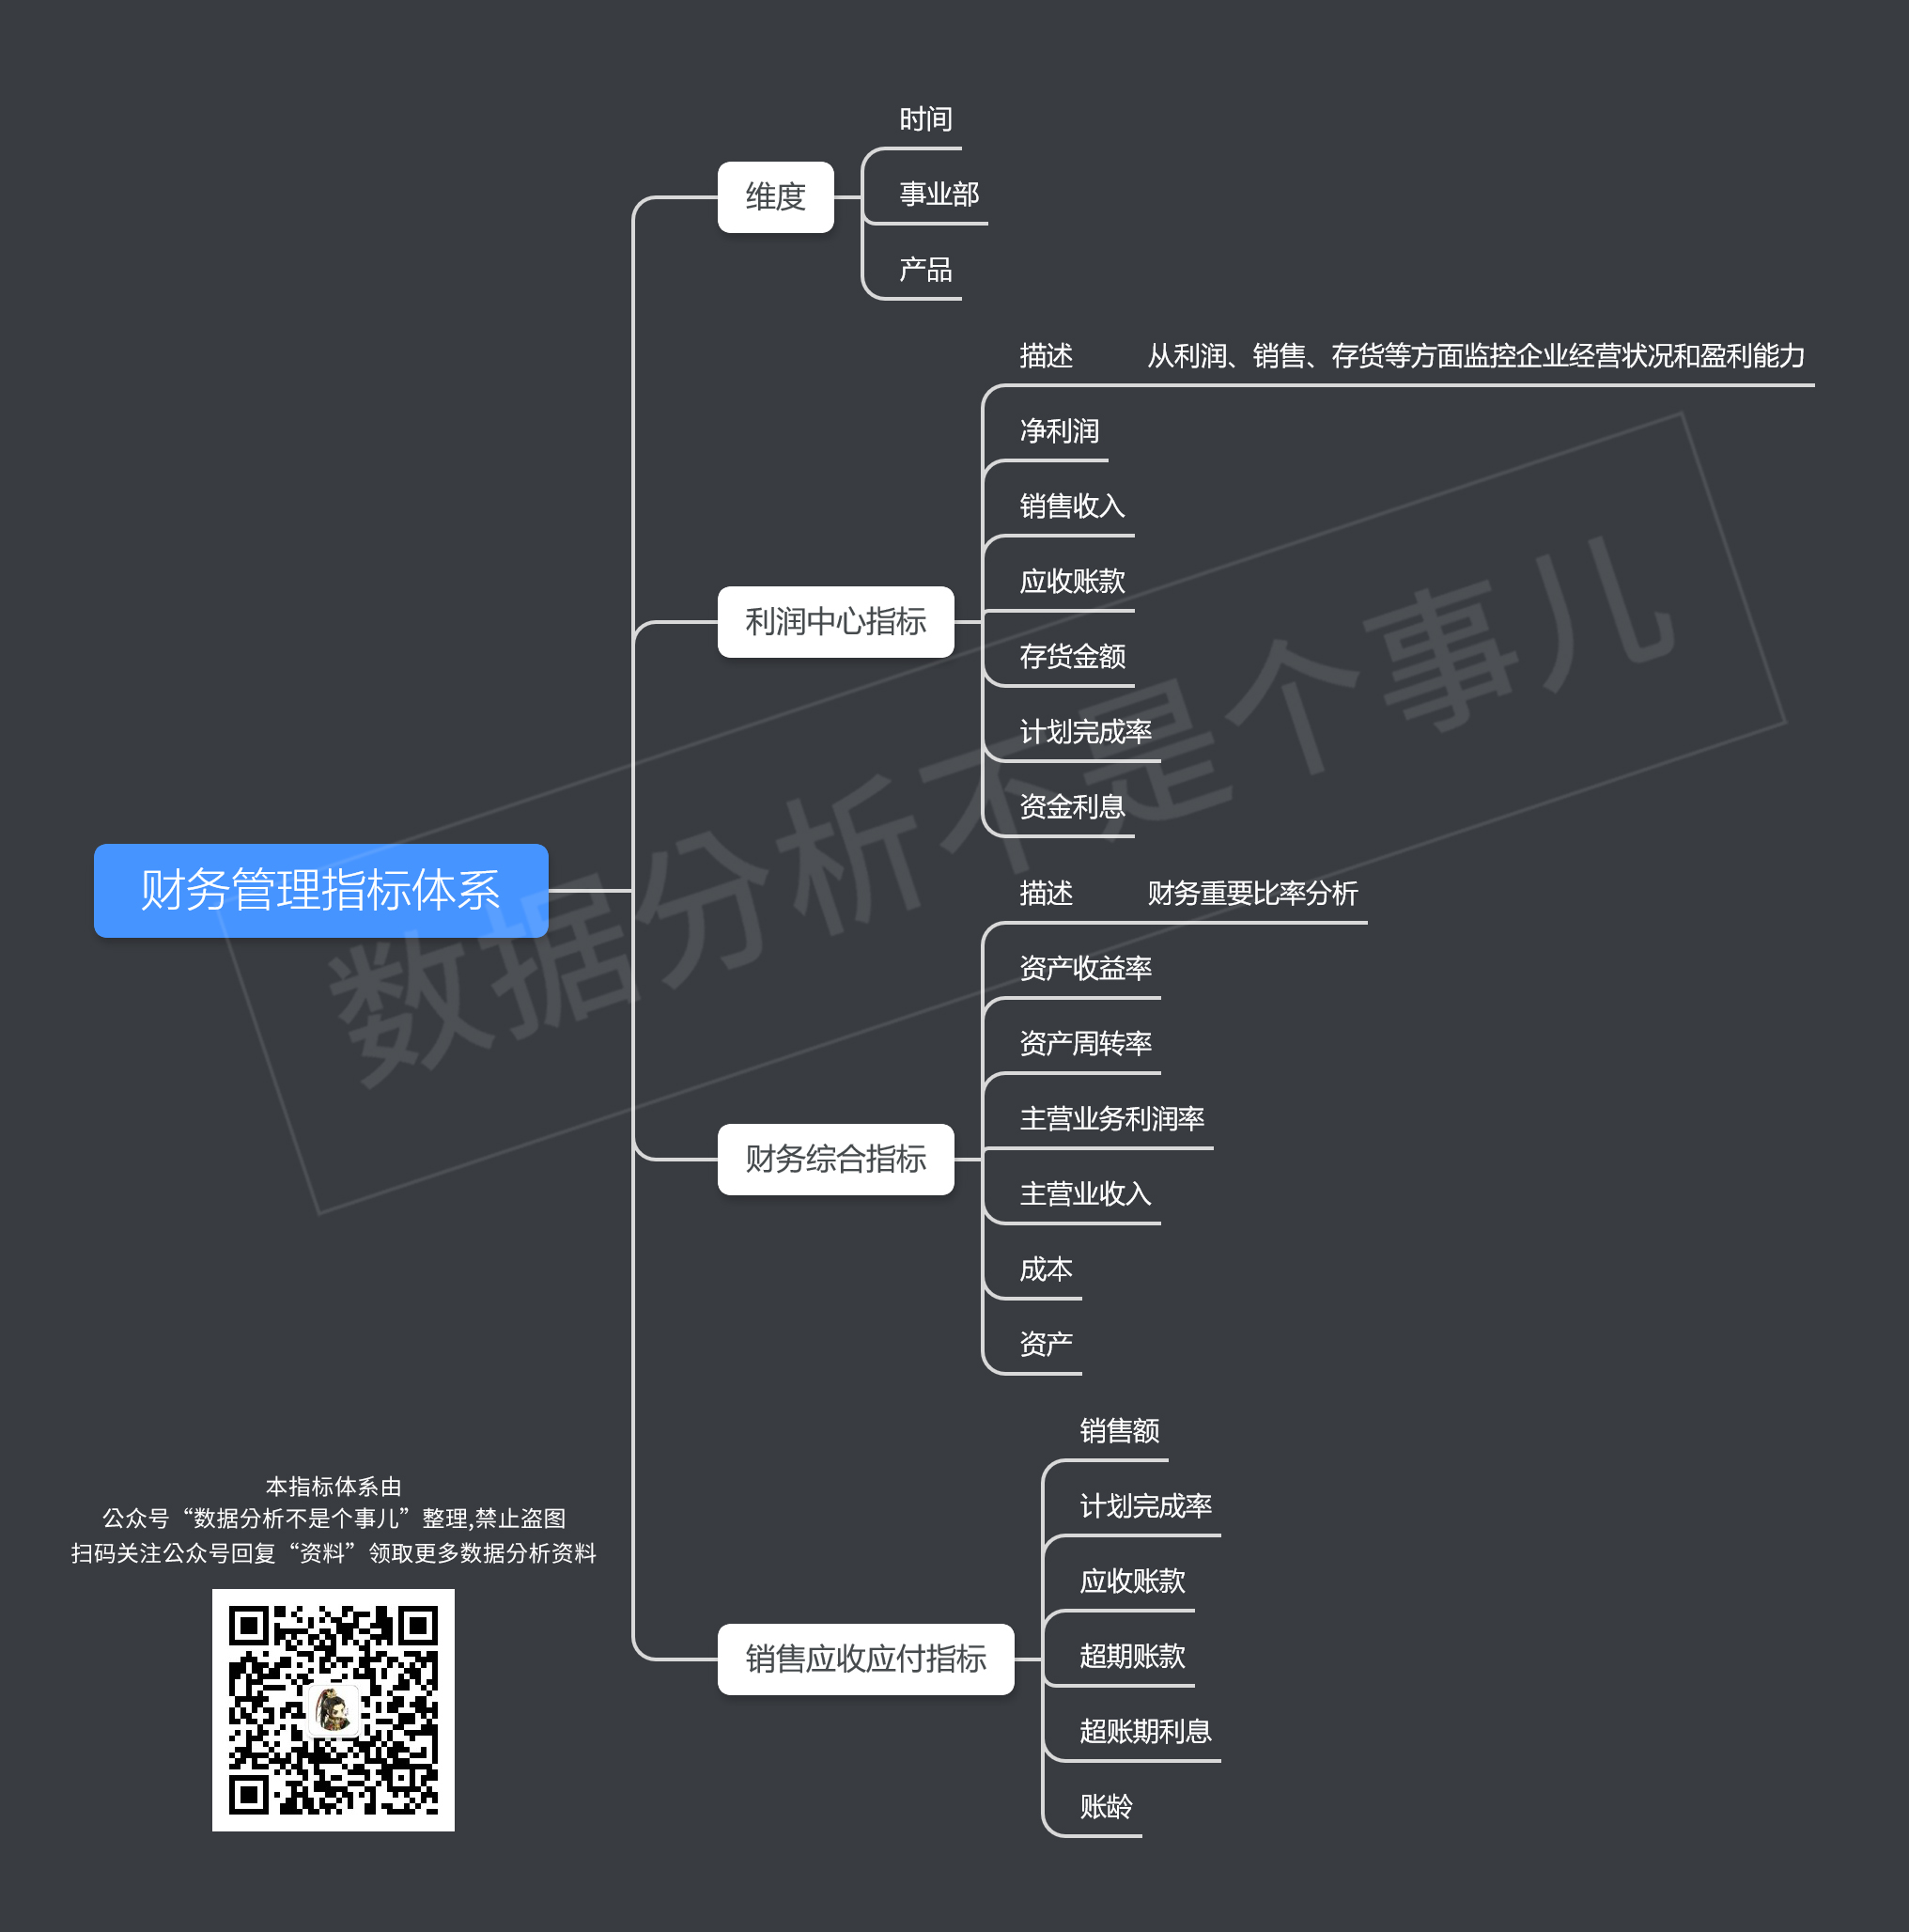 财务管理指标体系
维度
时间
事业部
产品
利润中心指标
描述 从利润、销售、存货等方面监控企业经营状况和盈利能力
净利润
销售收入
应收账款
存货金额
计划完成率
资金利息
财务综合指标
描述 财务重要比率分析
资产收益率
资产周转率
主营业务利润率
主营业收入
成本
资产
销售应收应付指标
销售额
计划完成率
应收账款
超期账款
超账期利息
账龄
数据分析不是个事儿
本指标体系由
公众号“数据分析不是个事儿”整理,禁止盗图
扫码关注公众号回复“资料”领取更多数据分析资料